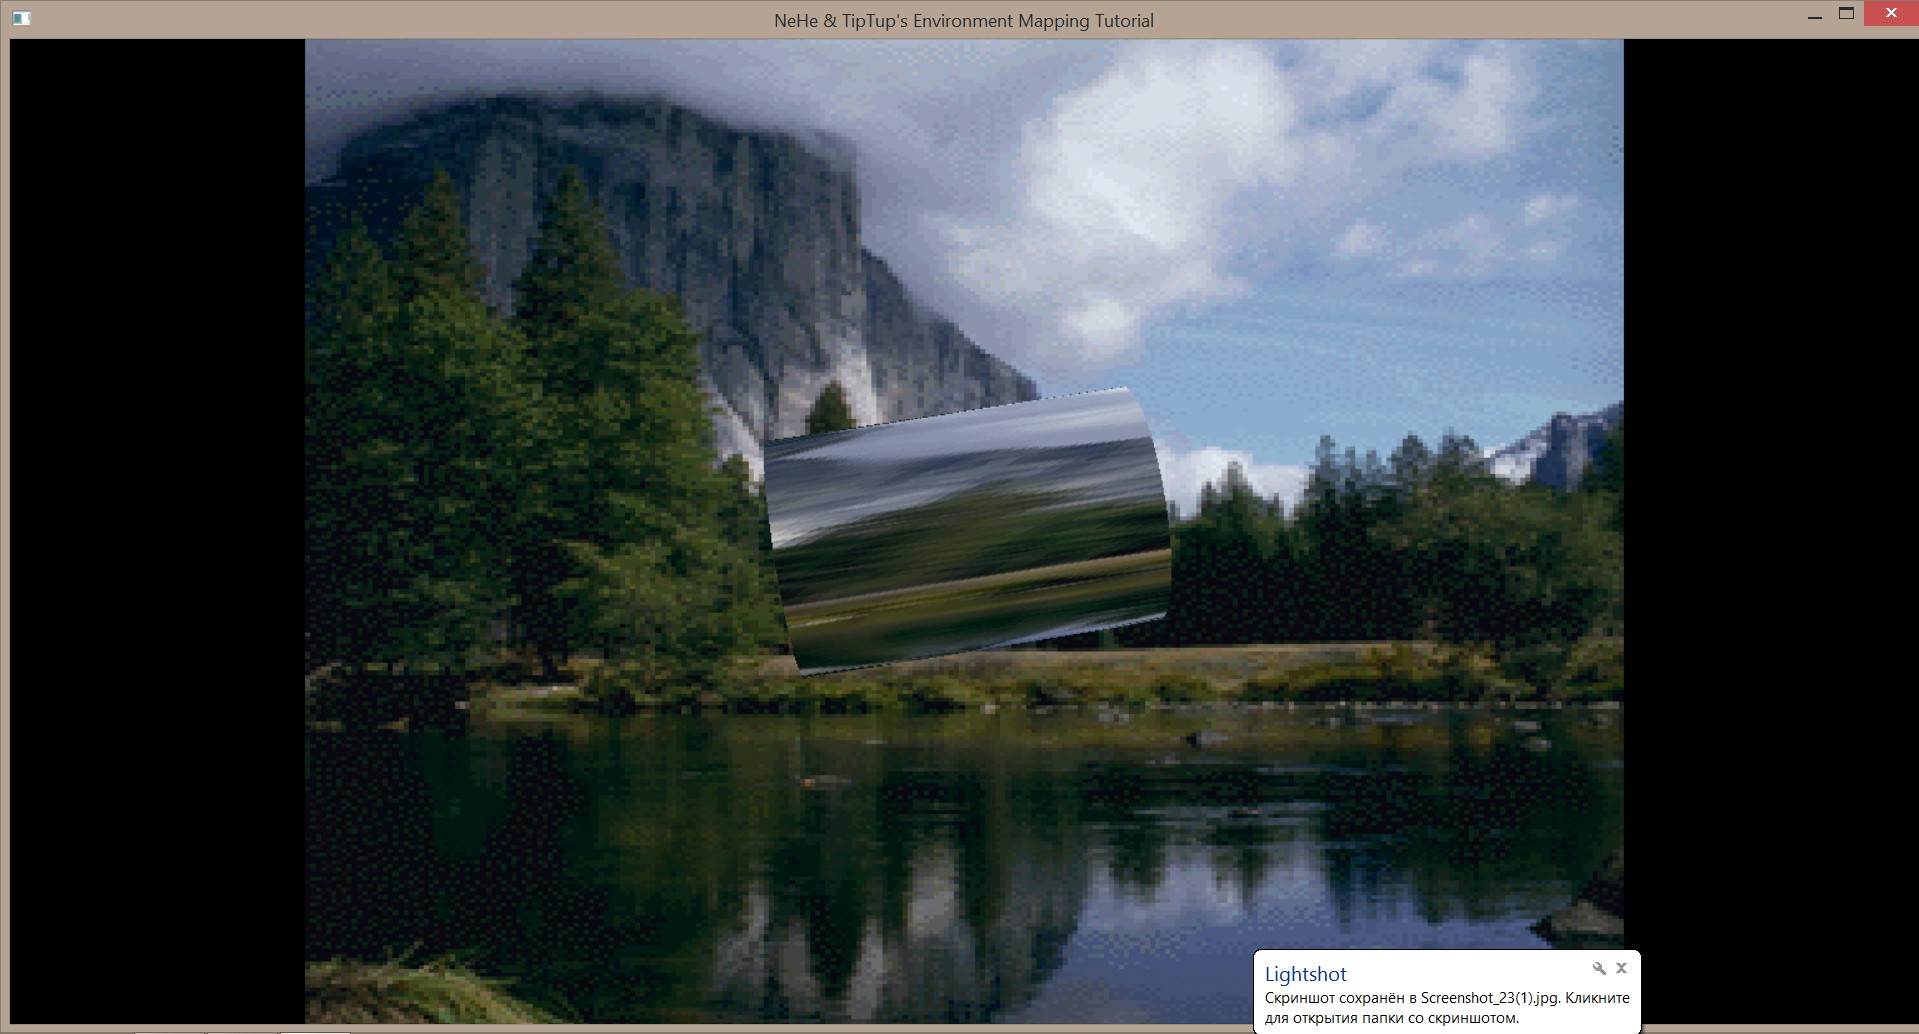 NeHe & TipTup's Environment Mapping Tutorial
Lightshot
Скриншот сохранён в Screenshot_23(1).jpg. Кликните
для открытия папки со скриншотом.